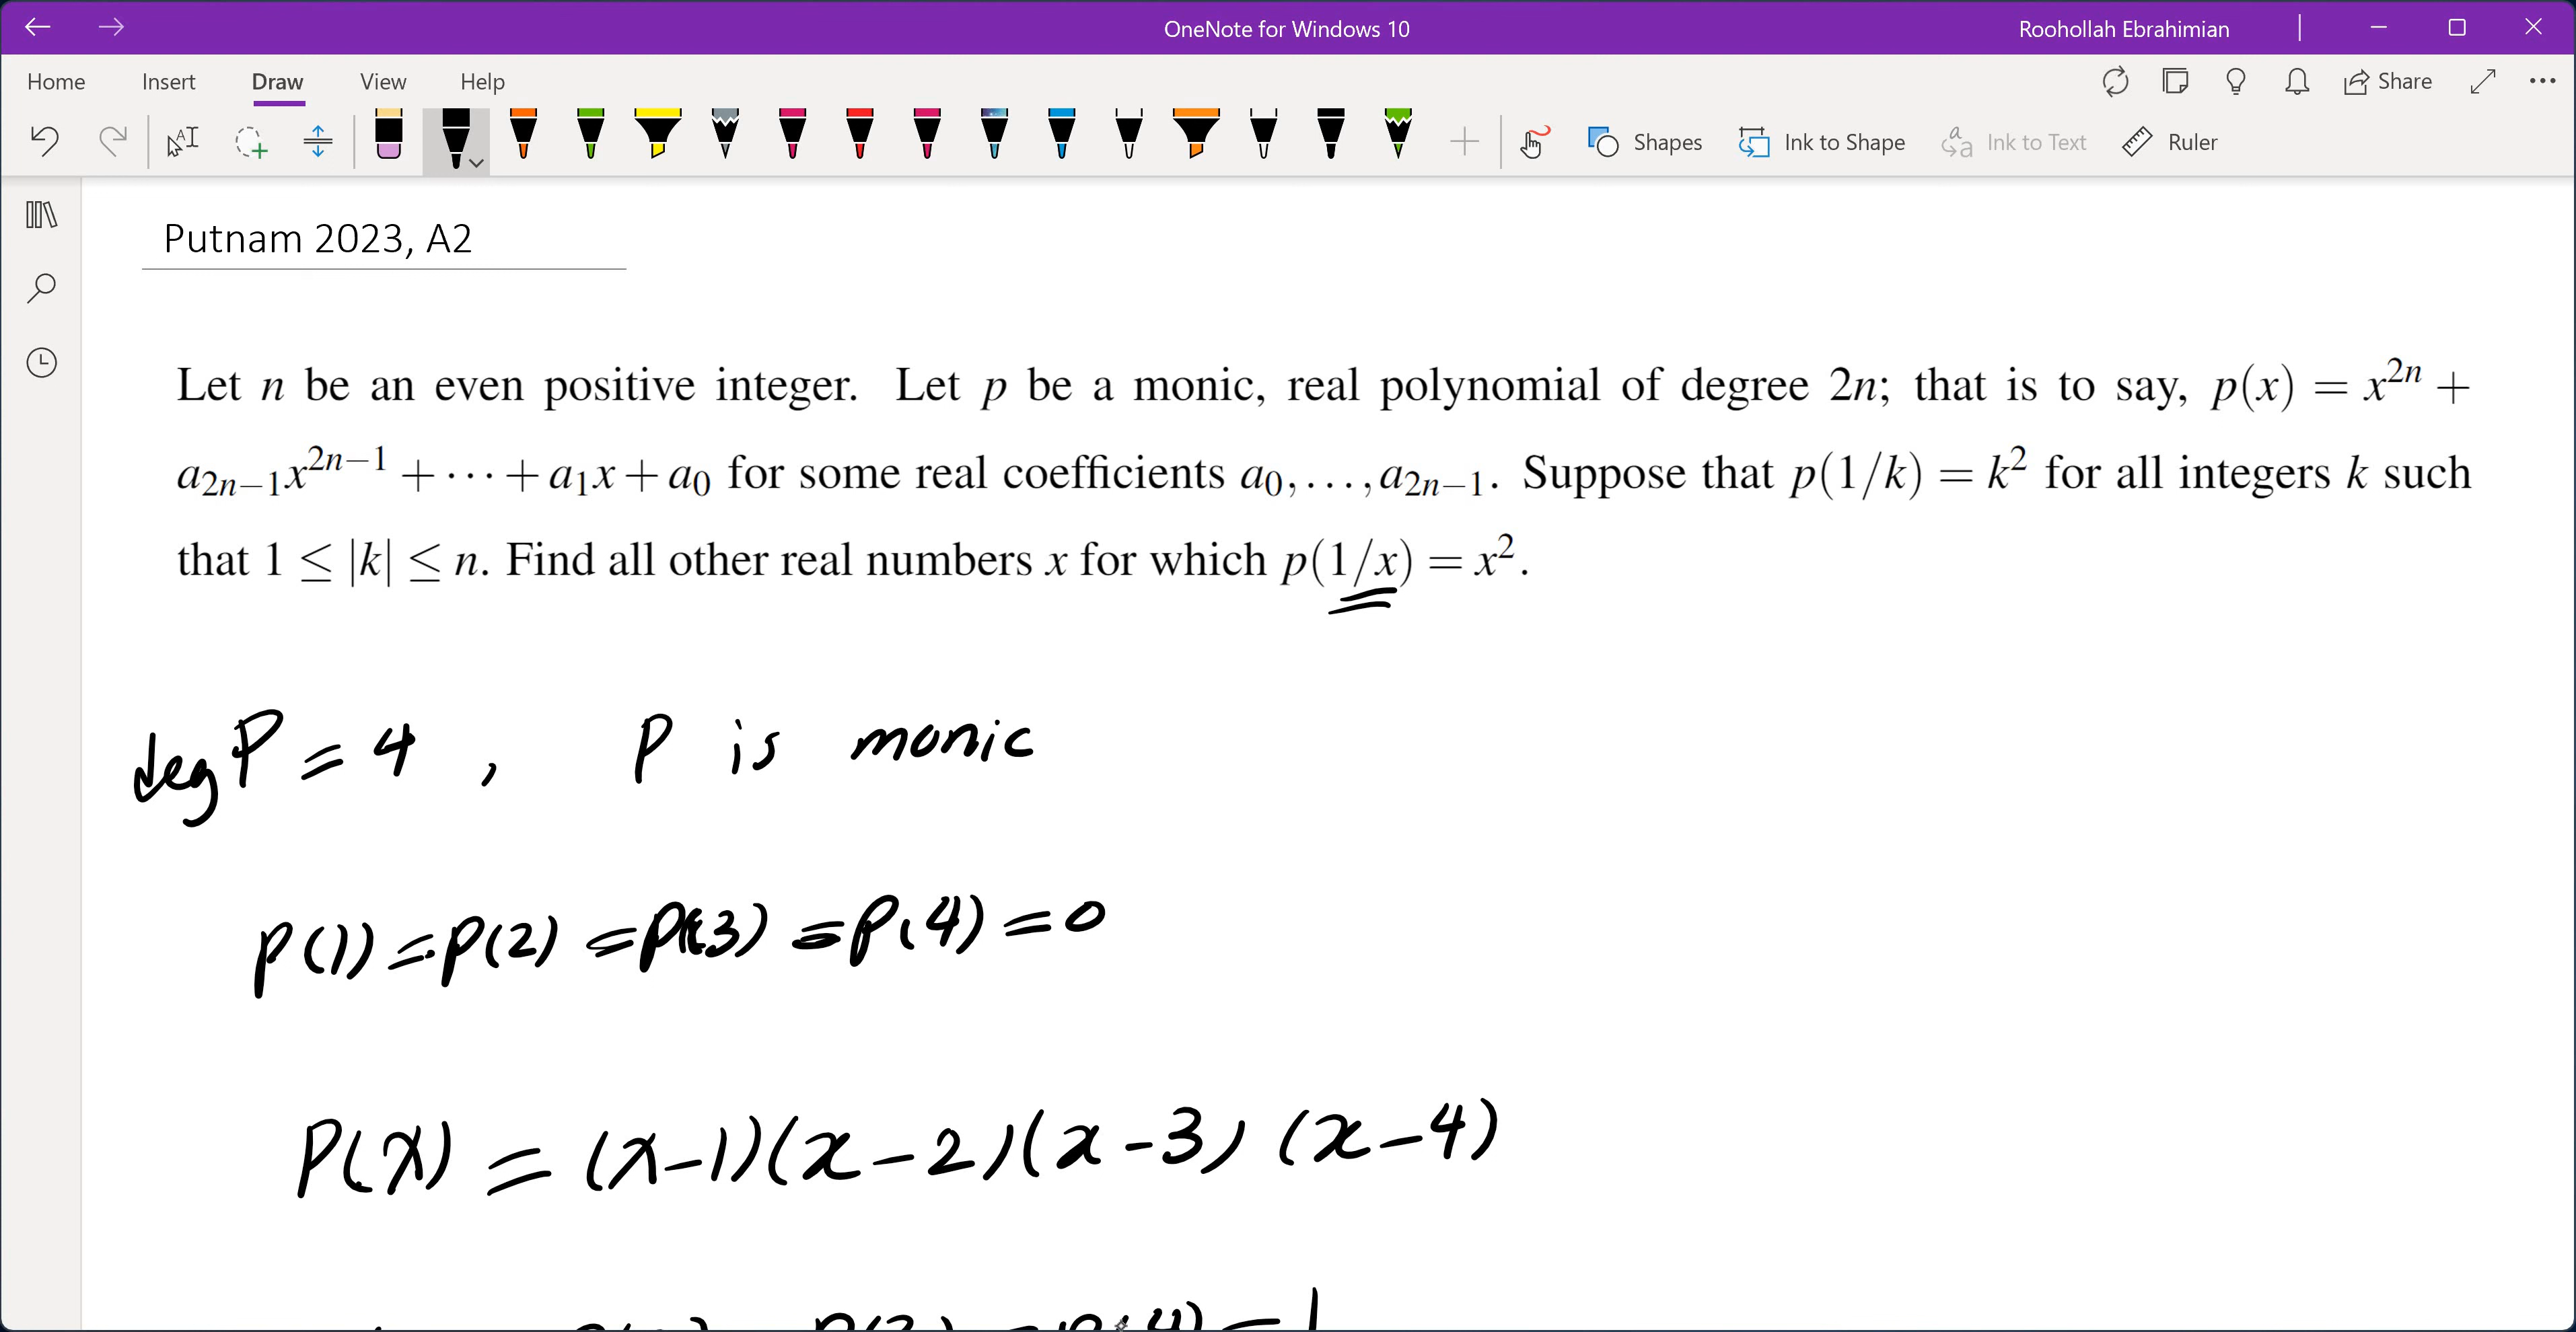 OneNote for Windows 10 Roohollah Ebrahimian
Home Insert Draw View Help Share
Shapes Ink to Shape Ink to Text Ruler
Putnam 2023, A2
Let n be an even positive integer. Let p be a monic, real polynomial of degree 2n; that is to say, p(x) = x^{2n} +
a_{2n−1}x^{2n−1} + ⋯ + a_1x + a_0 for some real coefficients a_0, …, a_{2n−1}. Suppose that p(1/k) = k^2 for all integers k such
that 1 ≤ |k| ≤ n. Find all other real numbers x for which p(1/x) = x^2.
deg P = 4 , P is monic
p(1) = p(2) = p(3) = p(4) = 0
P(x) = (x−1)(x−2)(x−3)(x−4)